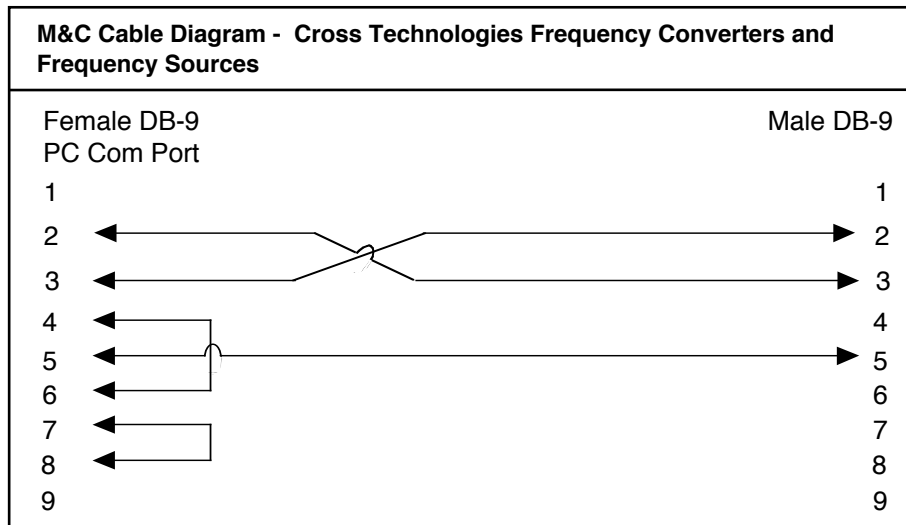 M&C Cable Diagram - Cross Technologies Frequency Converters and
Frequency Sources
Female DB-9
Male DB-9
PC Com Port
1 1
2 2
3 3
4 4
5 5
6 6
7 7
8 8
9 9